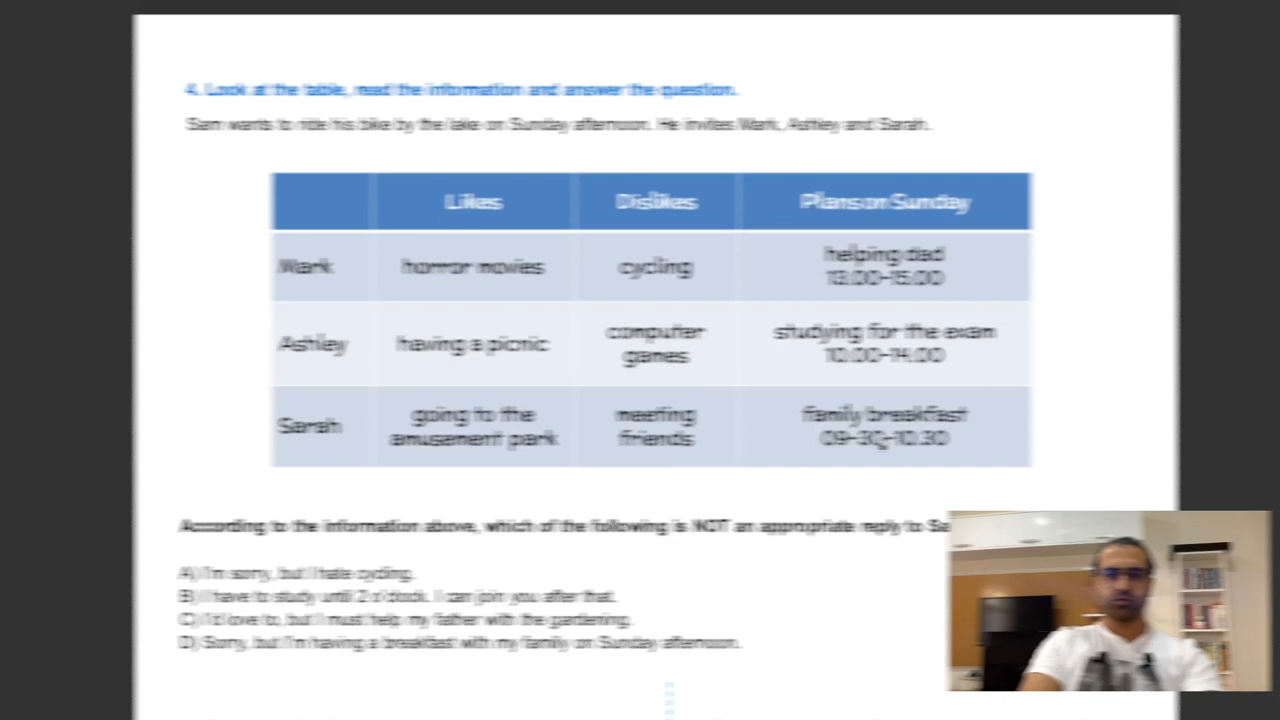 4. Look at the table, read the information and answer the question.
Sam wants to ride his bike by the lake on Sunday afternoon. He invites Mark, Ashley and Sarah.
Likes Dislikes Plans on Sunday
Mark horror movies cycling helping dad
13.00-15.00
Ashley having a picnic computer games studying for the exam
10.00-14.00
Sarah going to the amusement park meeting friends family breakfast
09-30-10.30
According to the information above, which of the following is NOT an appropriate reply to
A) I'm sorry, but I hate cycling.
B) I have to study until 2 o'clock. I can join you after that.
C) I'd love to, but I must help my father with the gardening.
D) Sorry, but I'm having a breakfast with my family on Sunday afternoon.